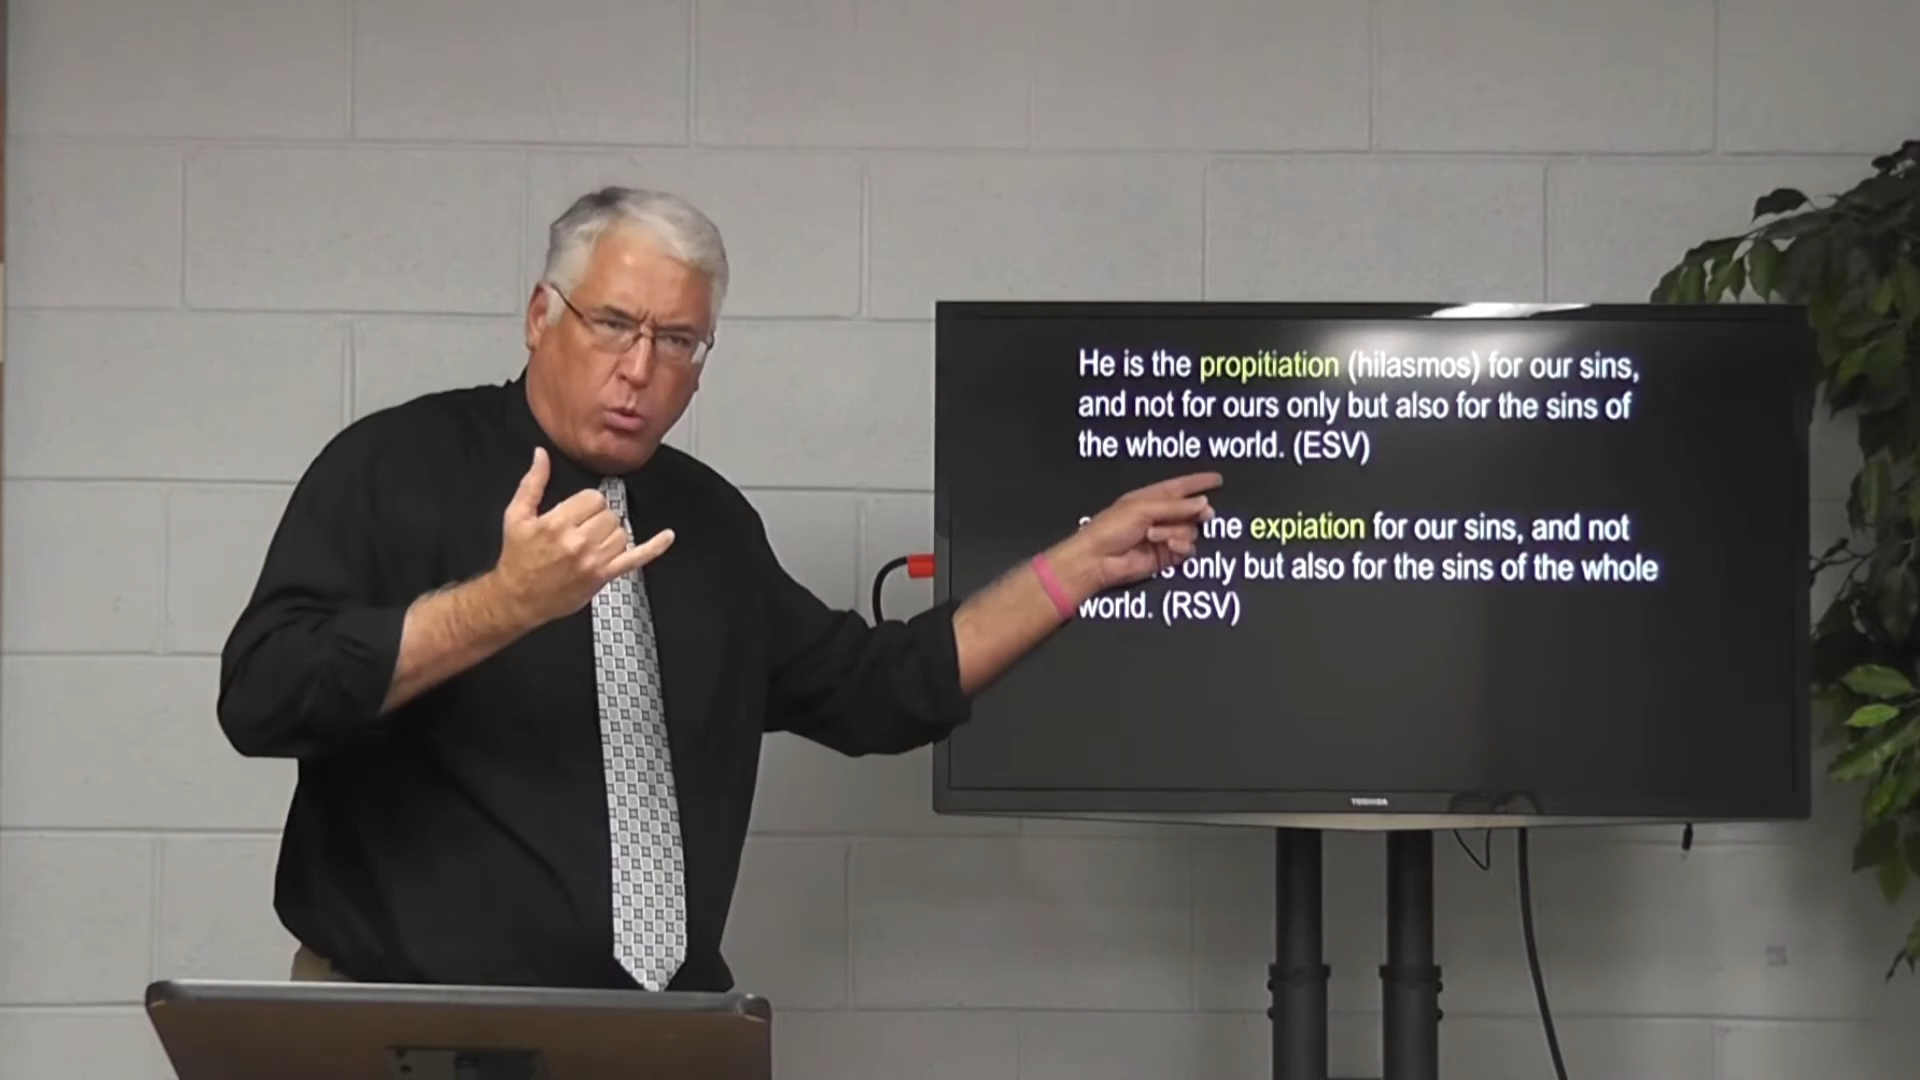 He is the propitiation (hilasmos) for our sins,
and not for ours only but also for the sins of
the whole world. (ESV)
the expiation for our sins, and not
only but also for the sins of the whole
world. (RSV)
TOSHIBA